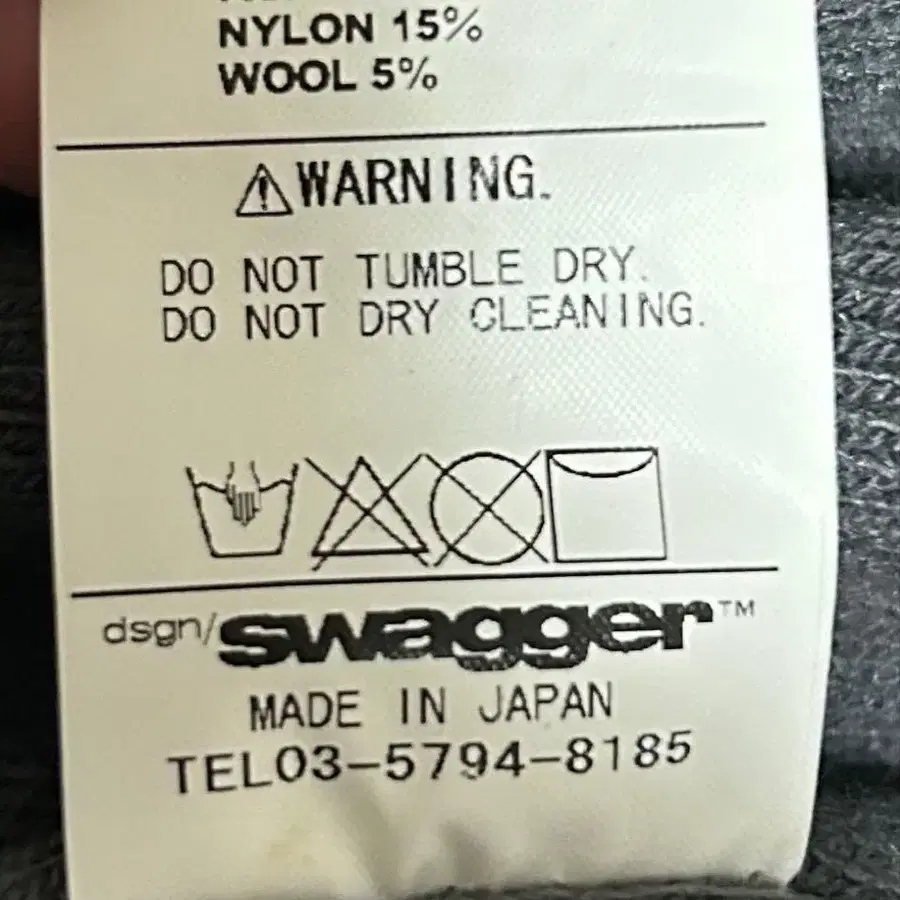 NYLON 15%
WOOL 5%
WARNING.
DO NOT TUMBLE DRY.
DO NOT DRY CLEANING.
dsgn/swagger™
MADE IN JAPAN
TEL03-5794-8185